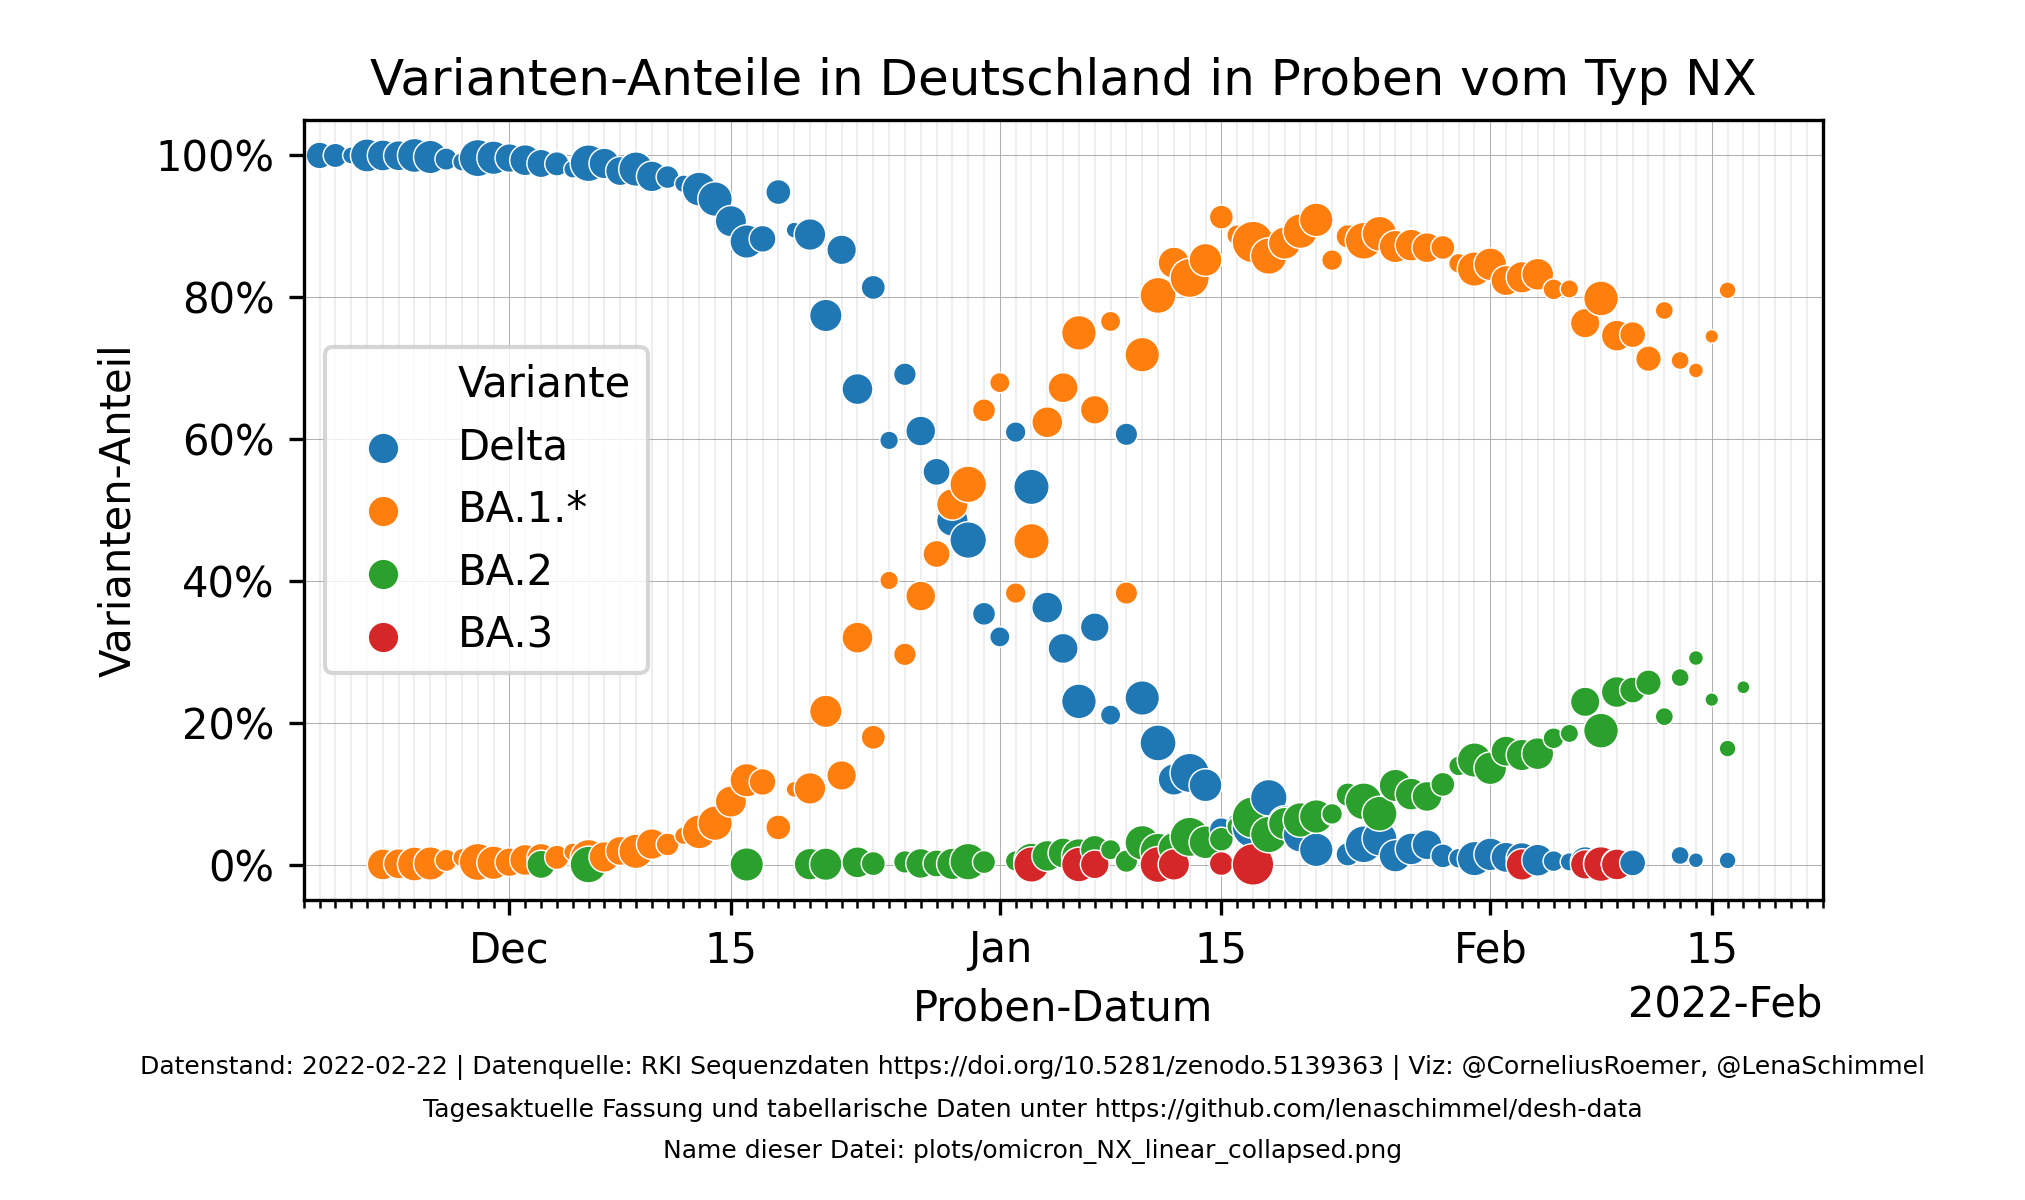 Varianten-Anteile in Deutschland in Proben vom Typ NX
Varianten-Anteil
100%
80%
60%
40%
20%
0%
Variante
Delta
BA.1.*
BA.2
BA.3
Dec
15
Jan
15
Feb
15
Proben-Datum
2022-Feb
Datenstand: 2022-02-22 | Datenquelle: RKI Sequenzdaten https://doi.org/10.5281/zenodo.5139363 | Viz: @CorneliusRoemer, @LenaSchimmel
Tagesaktuelle Fassung und tabellarische Daten unter https://github.com/lenaschimmel/desh-data
Name dieser Datei: plots/omicron_NX_linear_collapsed.png